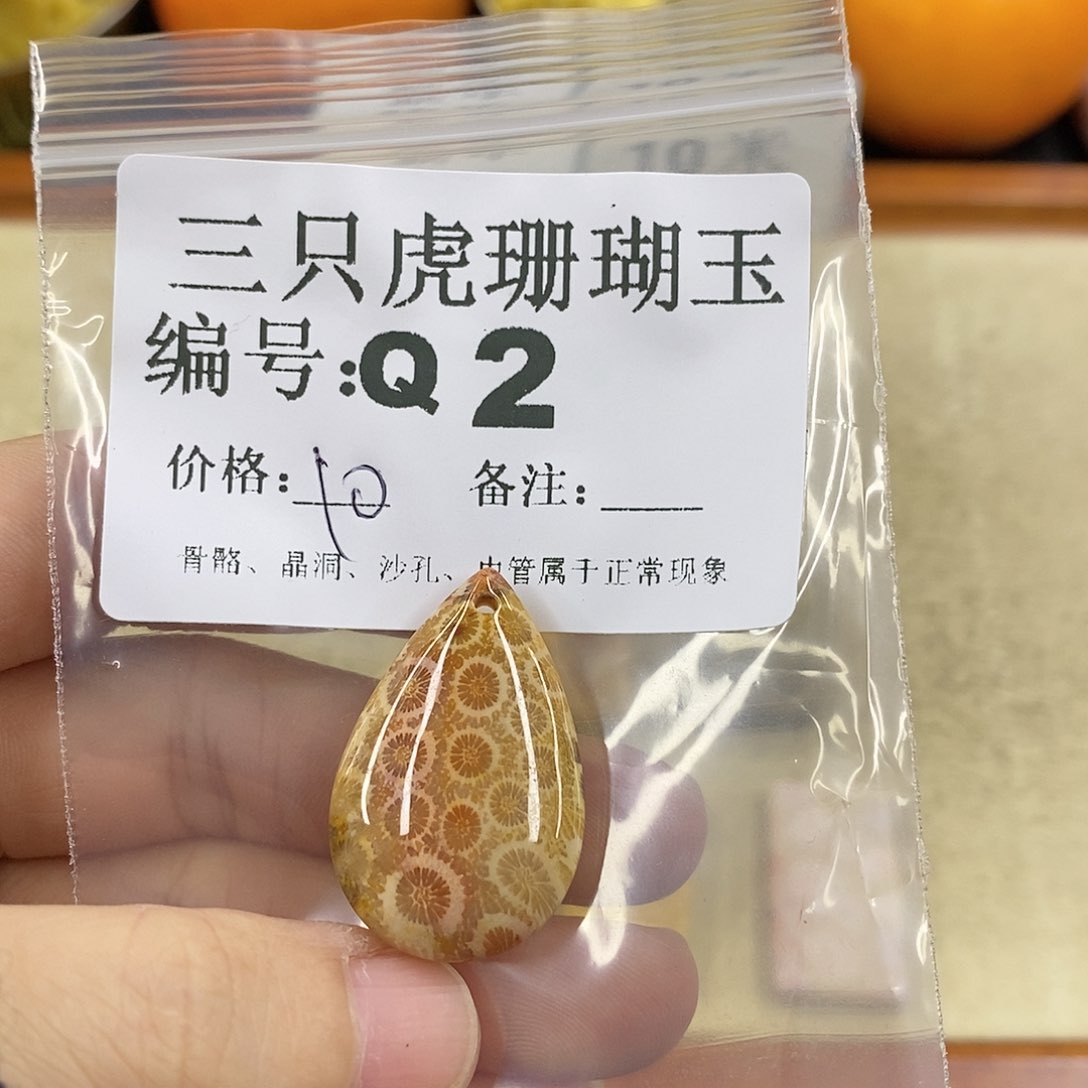 三只虎珊瑚玉
编号:Q2
价格: 备注:
骨骼、晶洞、沙孔、虫管属于正常现象